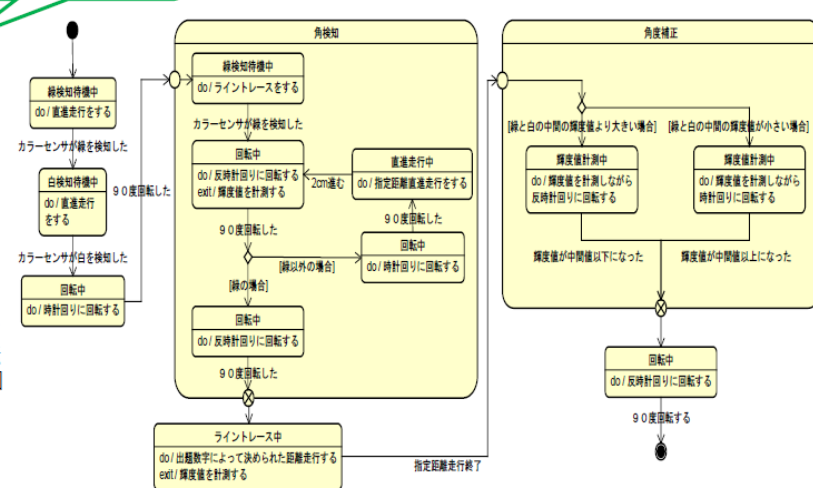 緑検知待機中
do / 直進走行をする
カラーセンサが緑を検知した
白検知待機中
do / 直進走行
をする
カラーセンサが白を検知した
回転中
do / 時計回りに回転する
90度回転した
角検知
緑検知待機中
do / ライントレースをする
カラーセンサが緑を検知した
回転中
do / 反時計回りに回転する
exit / 輝度値を計測する
直進走行中
do / 指定距離直進走行をする
2cm進む
90度回転した
90度回転した
回転中
do / 時計回りに回転する
[緑以外の場合]
[緑の場合]
回転中
do / 反時計回りに回転する
90度回転した
ライントレース中
do / 出題数字によって決められた距離走行する
exit / 輝度値を計測する
指定距離走行終了
角度補正
[緑と白の中間の輝度値より大きい場合]
[緑と白の中間の輝度値が小さい場合]
輝度値計測中
do / 輝度値を計測しながら
反時計回りに回転する
輝度値計測中
do / 輝度値を計測しながら
時計回りに回転する
輝度値が中間値以下になった
輝度値が中間値以上になった
回転中
do / 反時計回りに回転する
90度回転する